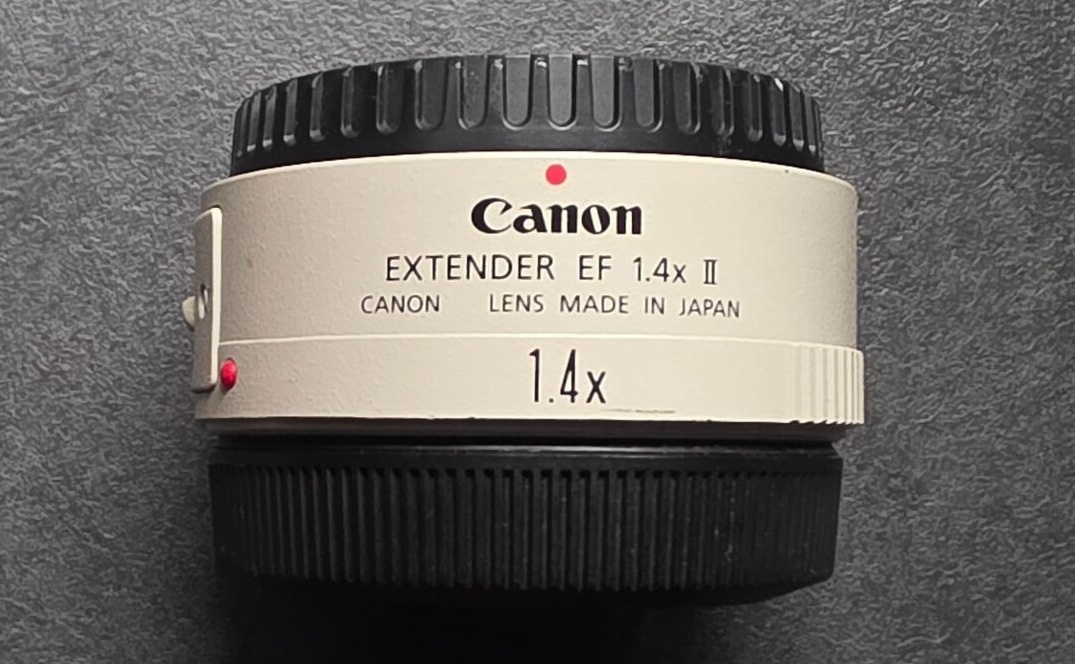 Canon
EXTENDER EF 1.4x II
CANON LENS MADE IN JAPAN
1.4x